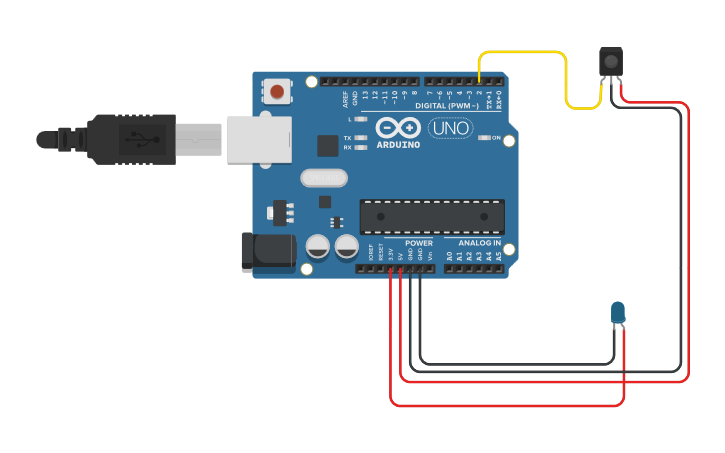 AREF
GND
13
12
~11
~10
~9
8
7
~6
~5
4
~3
2
TX→1
RX←0
DIGITAL (PWM ~)
L
TX
RX
UNO
ON
ARDUINO
POWER
ANALOG IN
IOREF
RESET
3.3V
5V
GND
GND
Vin
A0
A1
A2
A3
A4
A5